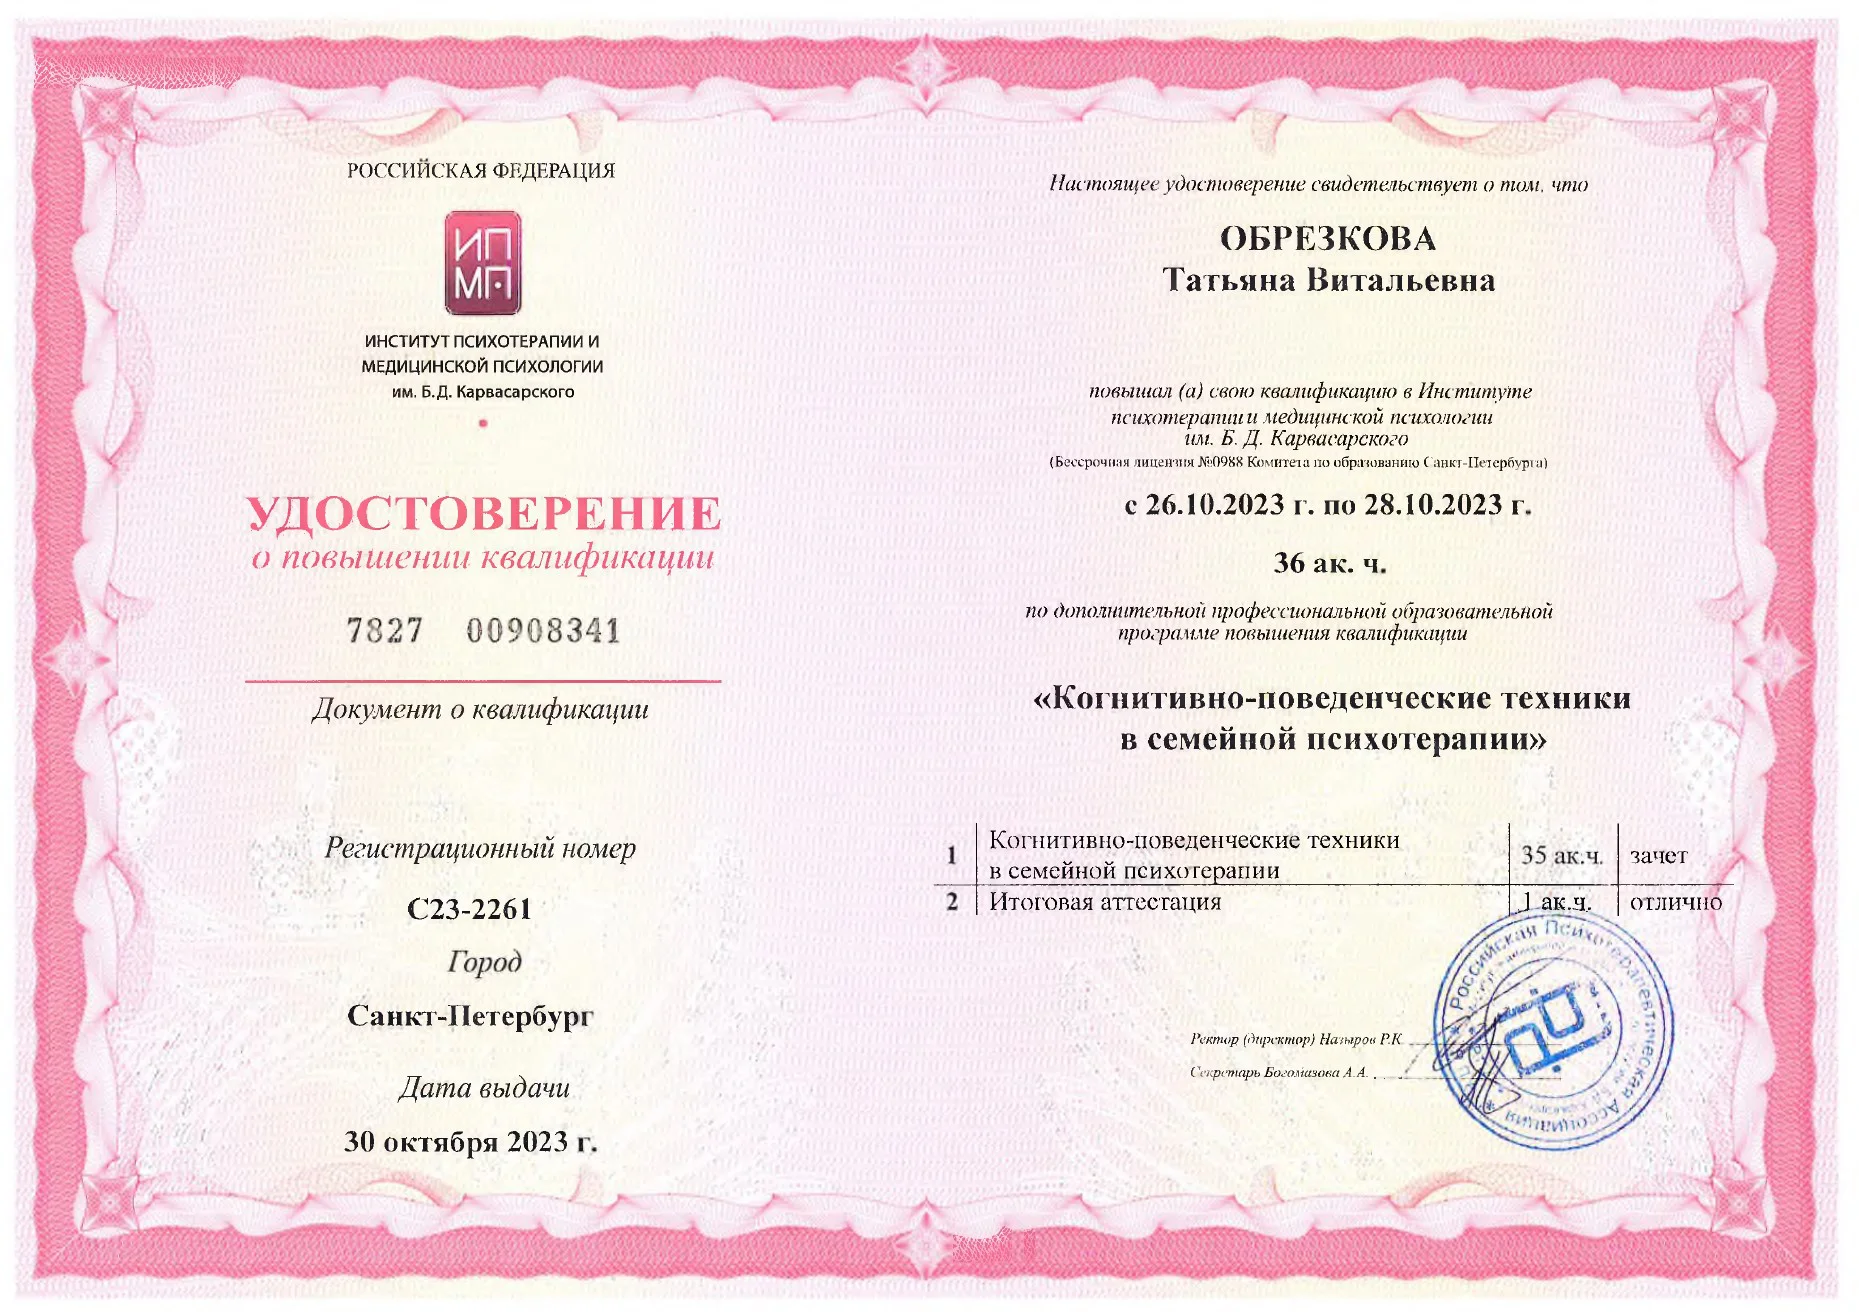 РОССИЙСКАЯ ФЕДЕРАЦИЯ
ИП
МП
ИНСТИТУТ ПСИХОТЕРАПИИ И
МЕДИЦИНСКОЙ ПСИХОЛОГИИ
им. Б.Д. Карвасарского
УДОСТОВЕРЕНИЕ
о повышении квалификации
7827 00908341
Документ о квалификации
Регистрационный номер
С23-2261
Город
Санкт-Петербург
Дата выдачи
30 октября 2023 г.
Настоящее удостоверение свидетельствует о том, что
ОБРЕЗКОВА
Татьяна Витальевна
повышал (а) свою квалификацию в Институте
психотерапии и медицинской психологии
им. Б. Д. Карвасарского
(Бессрочная лицензия №0988 Комитета по образованию Санкт-Петербурга)
с 26.10.2023 г. по 28.10.2023 г.
36 ак. ч.
по дополнительной профессиональной образовательной
программе повышения квалификации
«Когнитивно-поведенческие техники
в семейной психотерапии»
1 Когнитивно-поведенческие техники
в семейной психотерапии 35 ак.ч. зачет
2 Итоговая аттестация 1 ак.ч. отлично
Ректор (директор) Назыров Р.К.
Секретарь Богомазова А.А.
Российская Психотерапевтическая Ассоциация